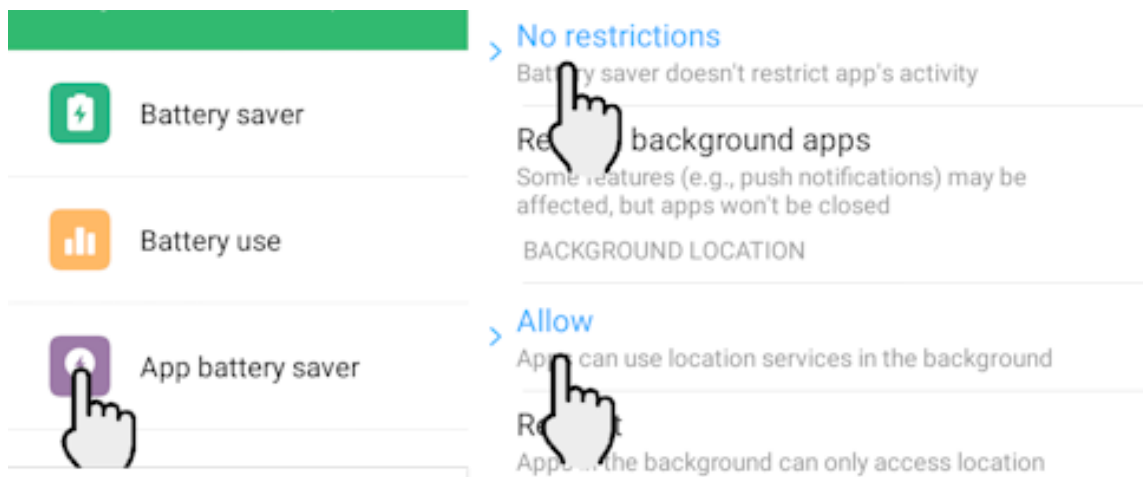 Battery saver
Battery use
App battery saver
No restrictions
saver doesn't restrict app's activity
background apps
Some features (e.g., push notifications) may be
affected, but apps won't be closed
BACKGROUND LOCATION
Allow
can use location services in the background
the background can only access location